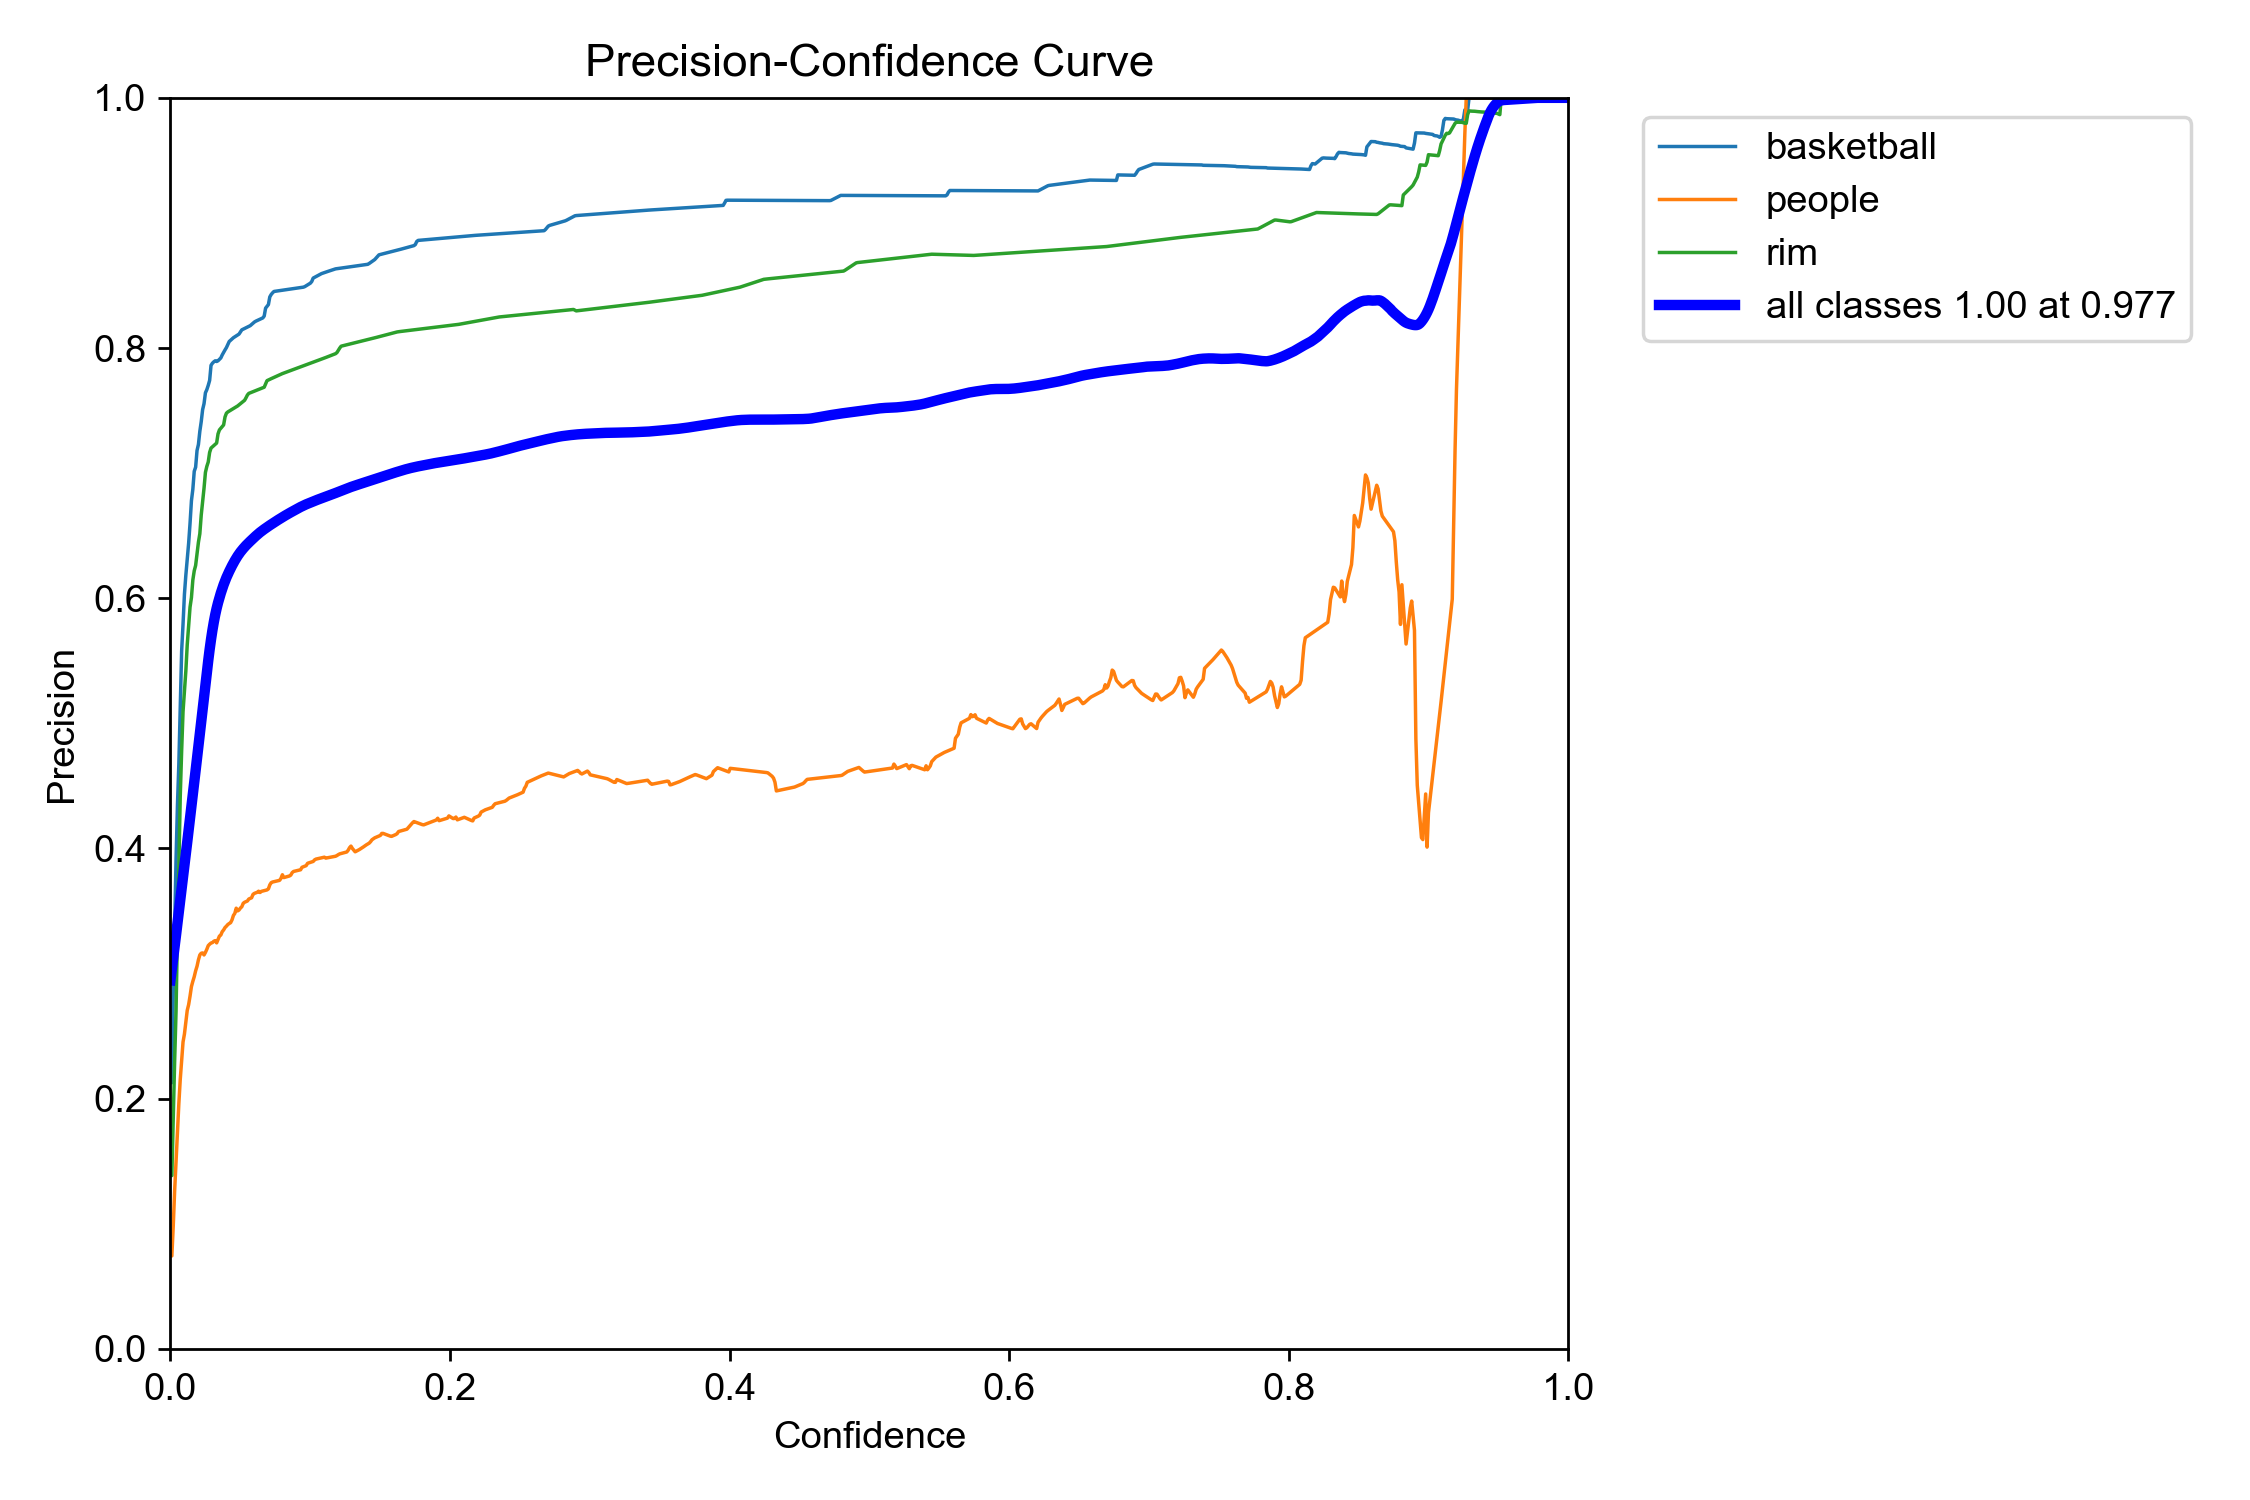 Precision-Confidence Curve
1.0
0.8
0.6
0.4
0.2
0.0
Precision
0.0 0.2 0.4 0.6 0.8 1.0
Confidence
basketball
people
rim
all classes 1.00 at 0.977